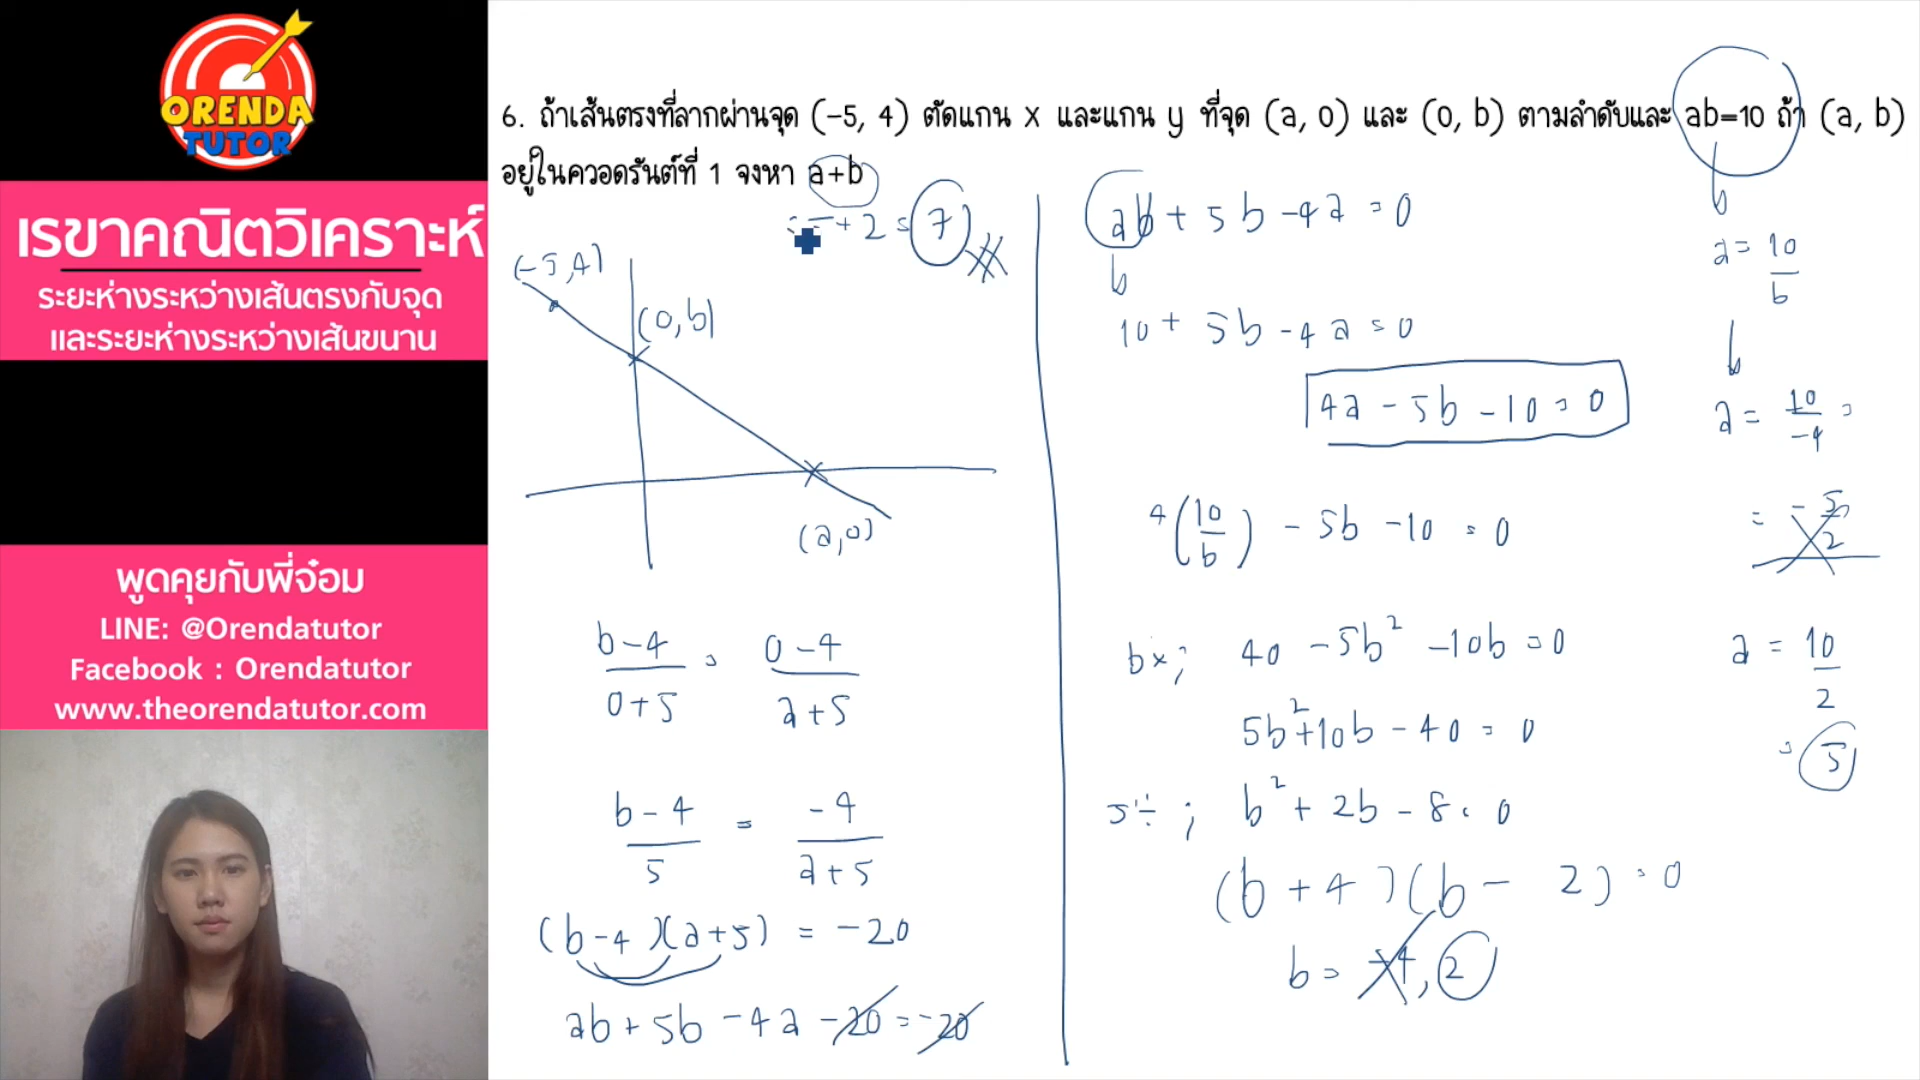 ORENDA
TUTOR
เรขาคณิตวิเคราะห์
ระยะห่างระหว่างเส้นตรงกับจุด
และระยะห่างระหว่างเส้นขนาน
พูดคุยกับพี่จ๋อม
LINE: @Orendatutor
Facebook : Orendatutor
www.theorendatutor.com
6. ถ้าเส้นตรงที่ลากผ่านจุด (-5, 4) ตัดแกน x และแกน y ที่จุด (a, 0) และ (0, b) ตามลำดับและ ab=10 ถ้า (a, b)
อยู่ในควอดรันต์ที่ 1 จงหา a+b
+ 2 = 7
(-5,4)
(0,b)
(a,0)
b-4 = 0-4
0+5 a+5
b-4 = -4
5 a+5
(b-4)(a+5) = -20
ab + 5b - 4a - 20 = -20
ab + 5b - 4a = 0
b
10 + 5b - 4a = 0
4a - 5b - 10 = 0
4(10/b) - 5b - 10 = 0
bx; 40 - 5b² - 10b = 0
5b² + 10b - 40 = 0
5÷; b² + 2b - 8 = 0
(b + 4)(b - 2) = 0
b = -4, 2
b
a = 10
b
b
a = 10 =
-4
= -5
2
a = 10
2
= 5